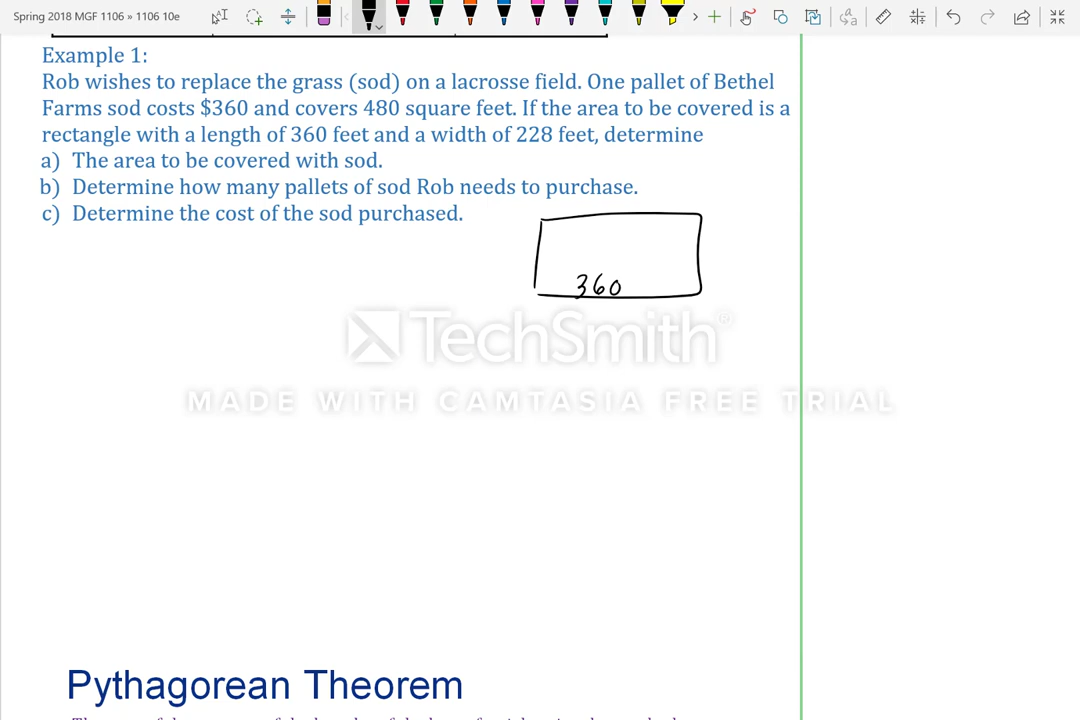 Spring 2018 MGF 1106 » 1106 10e
Example 1:
Rob wishes to replace the grass (sod) on a lacrosse field. One pallet of Bethel
Farms sod costs $360 and covers 480 square feet. If the area to be covered is a
rectangle with a length of 360 feet and a width of 228 feet, determine
a) The area to be covered with sod.
b) Determine how many pallets of sod Rob needs to purchase.
c) Determine the cost of the sod purchased.
360
TechSmith®
MADE WITH CAMTASIA FREE TRIAL
Pythagorean Theorem